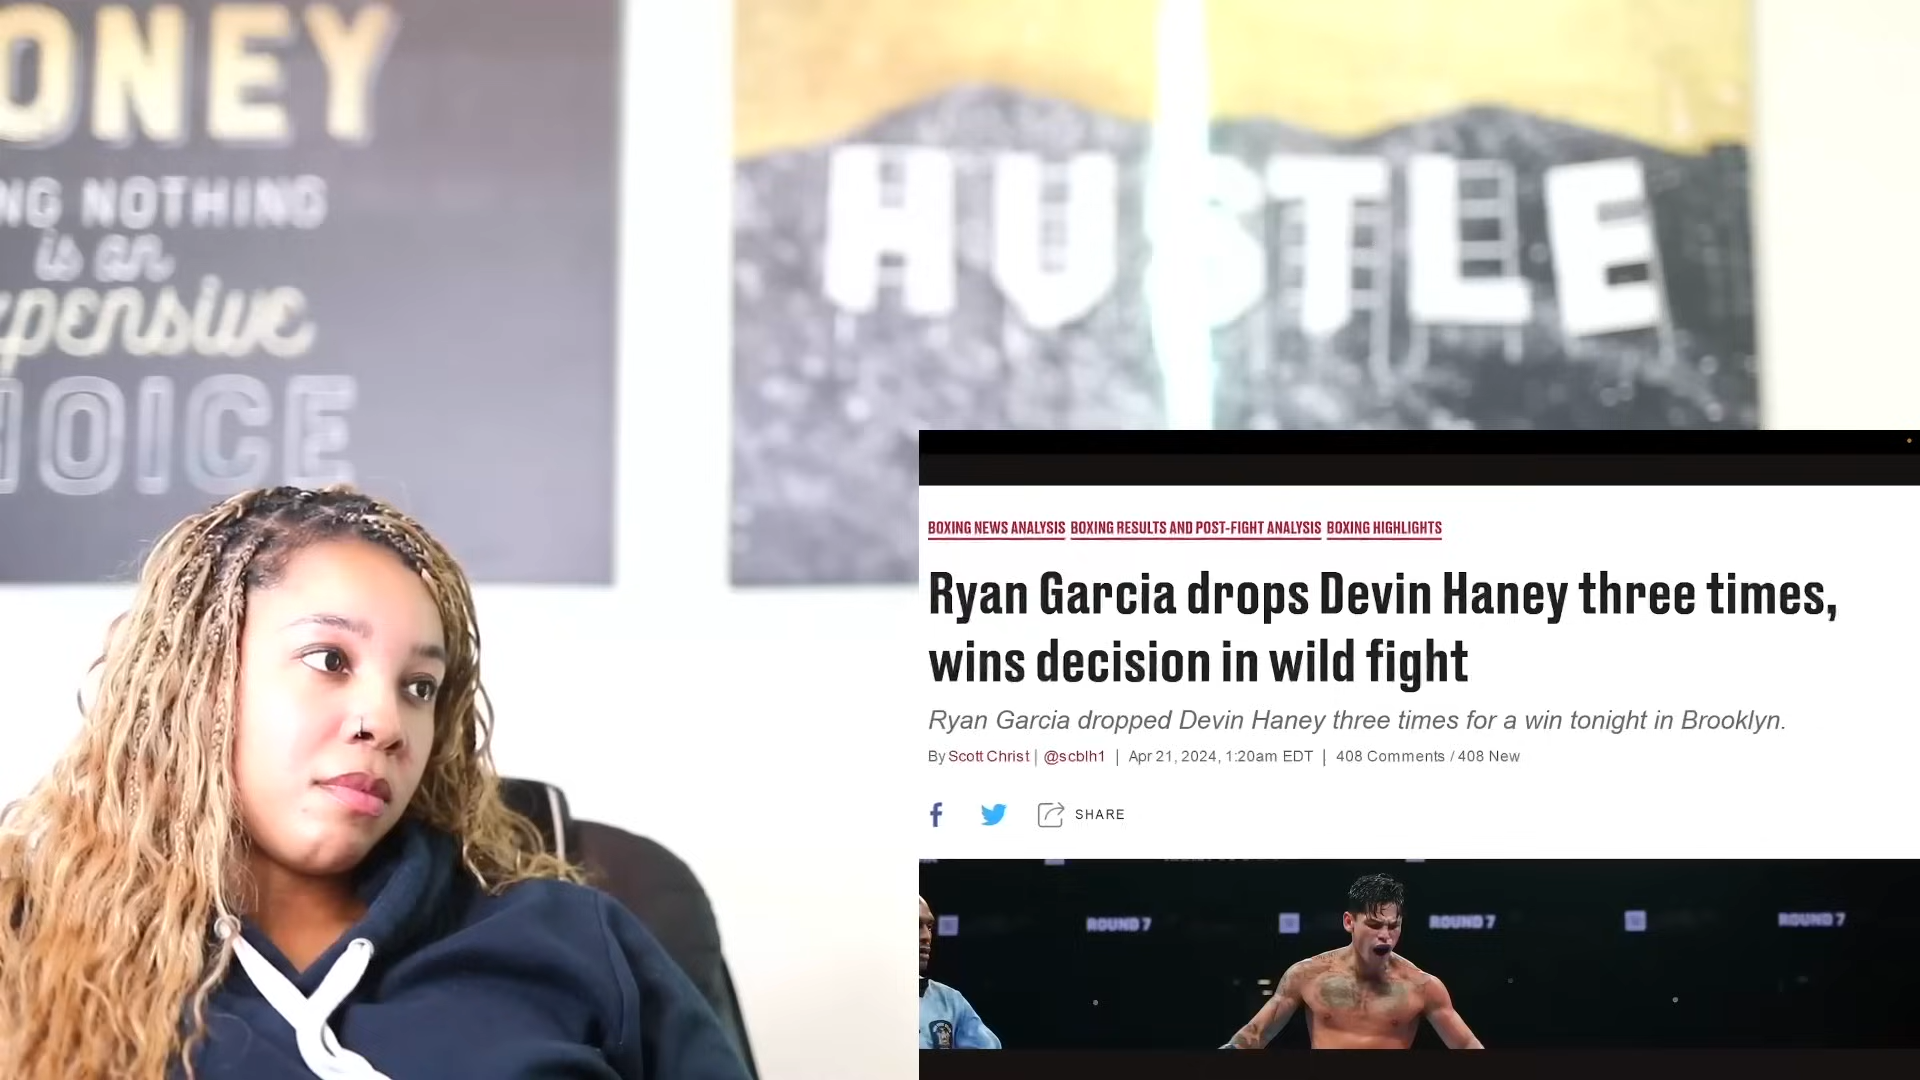 ONEY
NG NOTHING
is an
xpensive
HOICE
HUSTLE
BOXING NEWS ANALYSIS BOXING RESULTS AND POST-FIGHT ANALYSIS BOXING HIGHLIGHTS
Ryan Garcia drops Devin Haney three times,
wins decision in wild fight
Ryan Garcia dropped Devin Haney three times for a win tonight in Brooklyn.
By Scott Christ | @scblh1 | Apr 21, 2024, 1:20am EDT | 408 Comments / 408 New
SHARE
ROUND 7 ROUND 7 ROUND 7